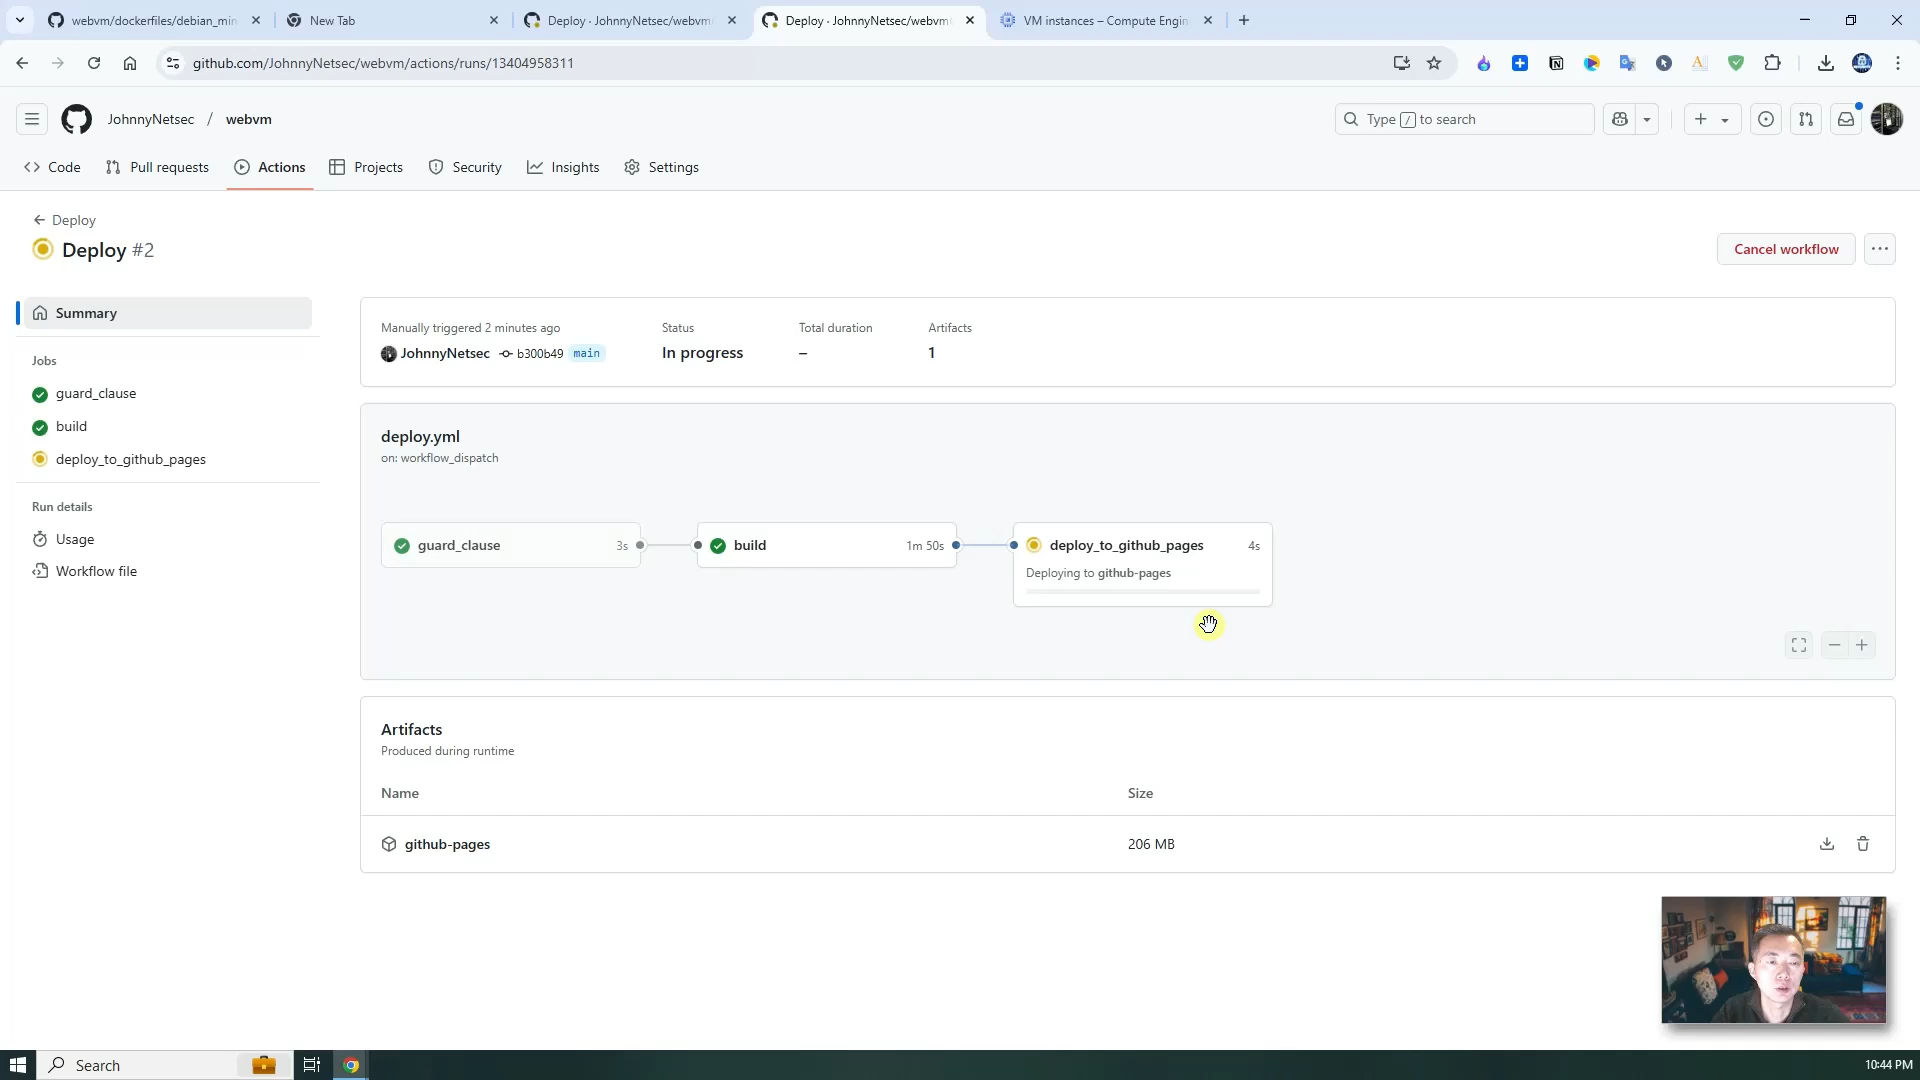 webvm/dockerfiles/debian_min
New Tab
Deploy · JohnnyNetsec/webvm
Deploy · JohnnyNetsec/webvm
VM instances – Compute Engin
github.com/JohnnyNetsec/webvm/actions/runs/13404958311
JohnnyNetsec / webvm
Type / to search
Code
Pull requests
Actions
Projects
Security
Insights
Settings
Deploy
Deploy #2
Cancel workflow
Summary
Jobs
guard_clause
build
deploy_to_github_pages
Run details
Usage
Workflow file
Manually triggered 2 minutes ago
JohnnyNetsec b300b49 main
Status
In progress
Total duration
–
Artifacts
1
deploy.yml
on: workflow_dispatch
guard_clause 3s
build 1m 50s
deploy_to_github_pages 4s
Deploying to github-pages
Artifacts
Produced during runtime
Name Size
github-pages 206 MB
Search
10:44 PM